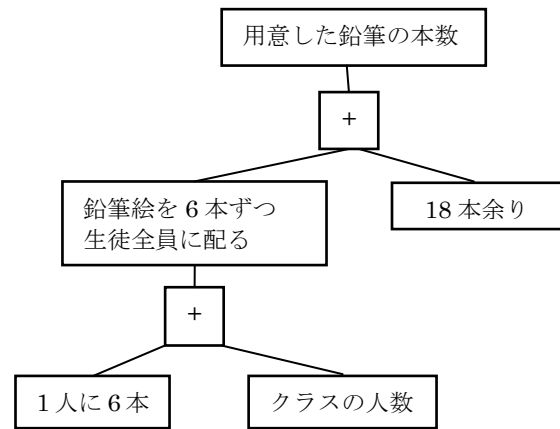 用意した鉛筆の本数
+
鉛筆絵を 6 本ずつ
生徒全員に配る
18 本余り
+
1 人に 6 本
クラスの人数